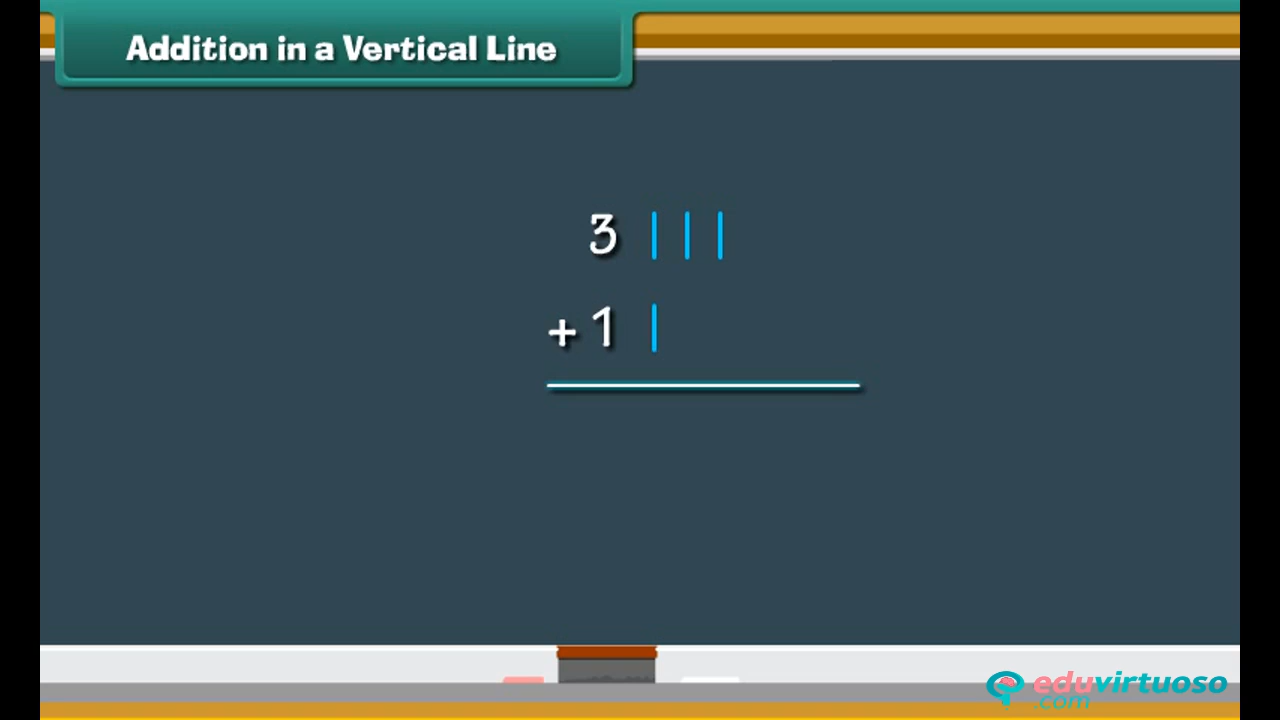 Addition in a Vertical Line
3 | | |
+ 1 |
eduvirtuoso
.com